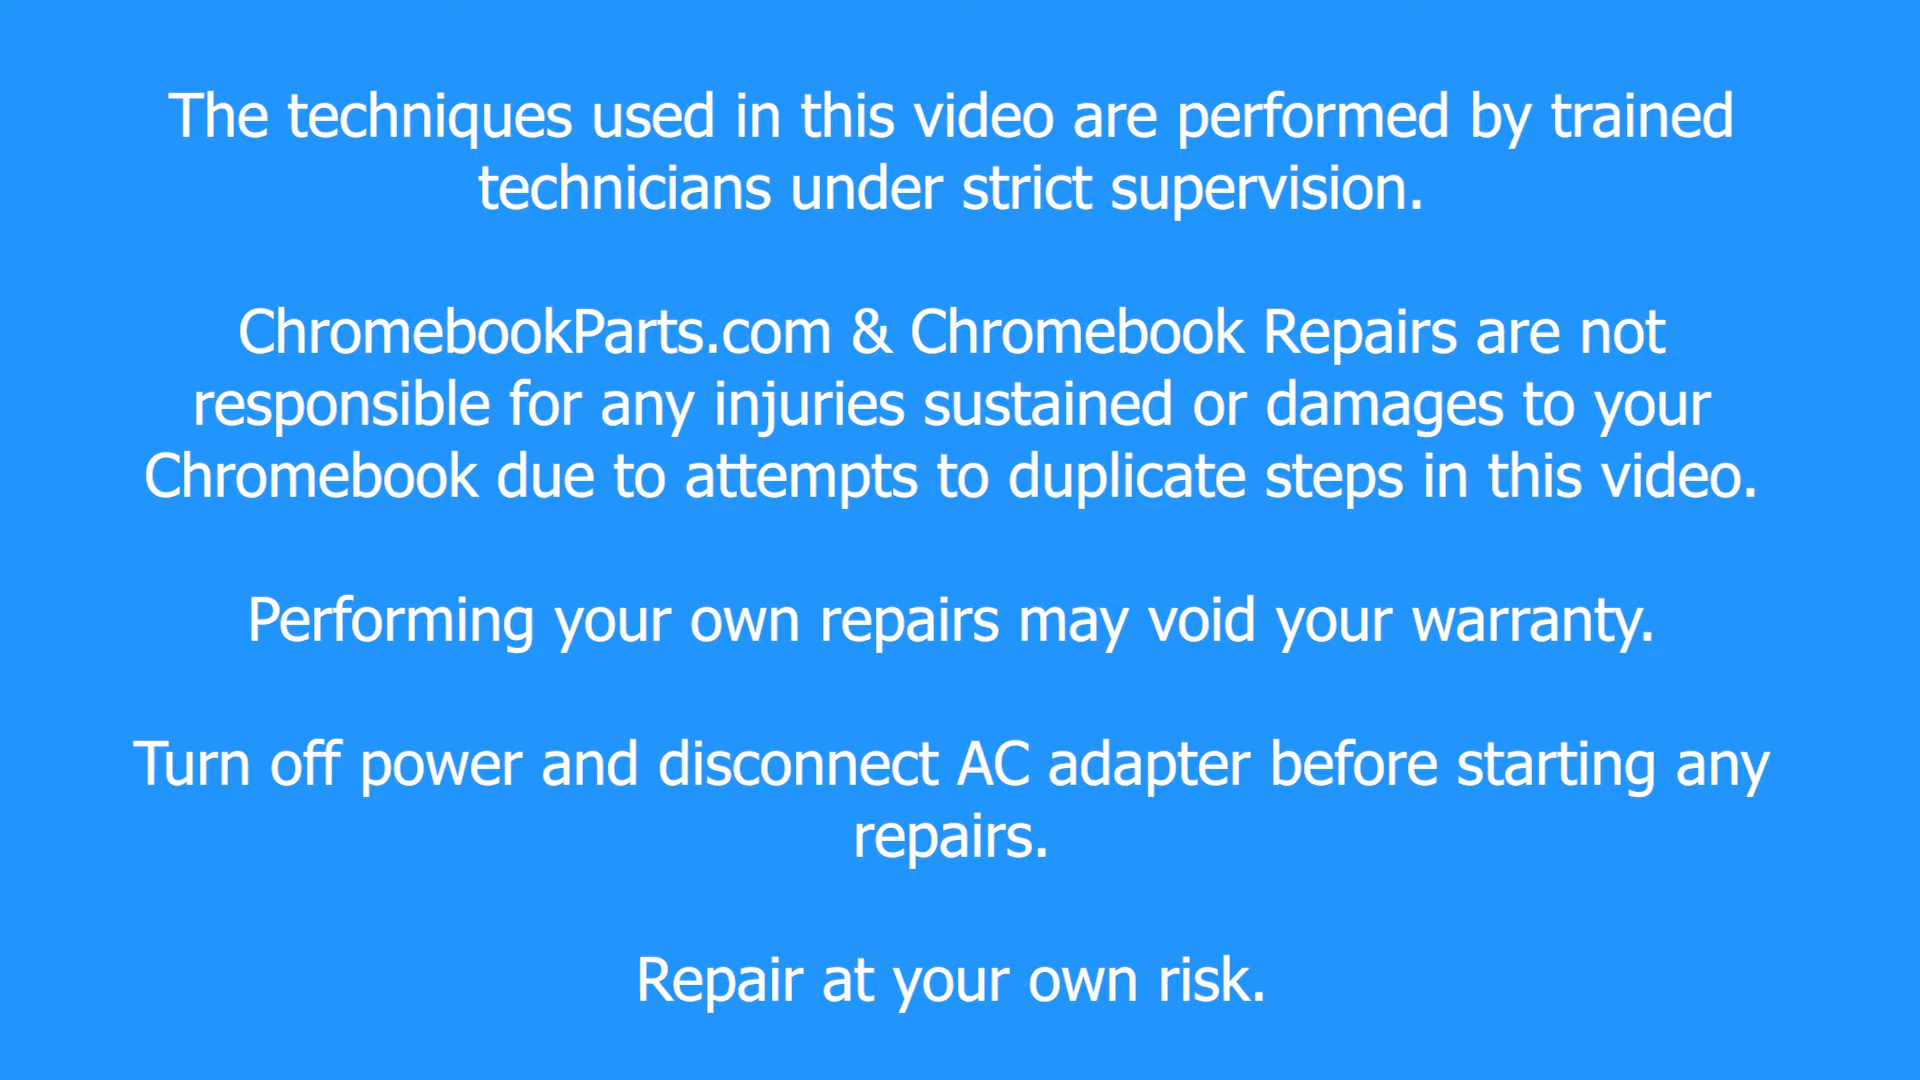 The techniques used in this video are performed by trained
technicians under strict supervision.
ChromebookParts.com & Chromebook Repairs are not
responsible for any injuries sustained or damages to your
Chromebook due to attempts to duplicate steps in this video.
Performing your own repairs may void your warranty.
Turn off power and disconnect AC adapter before starting any
repairs.
Repair at your own risk.